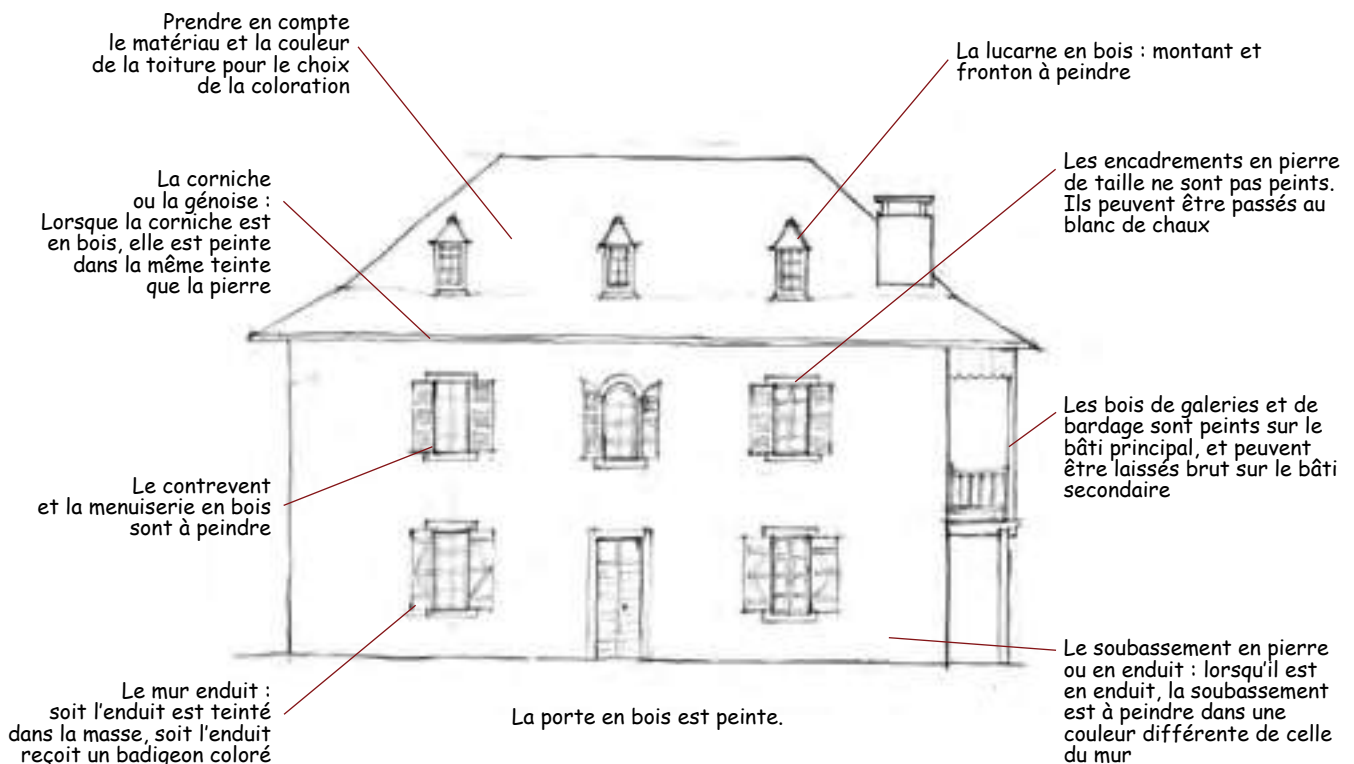 Prendre en compte
le matériau et la couleur
de la toiture pour le choix
de la coloration
La lucarne en bois : montant et
fronton à peindre
La corniche
ou la génoise :
Lorsque la corniche est
en bois, elle est peinte
dans la même teinte
que la pierre
Les encadrements en pierre
de taille ne sont pas peints.
Ils peuvent être passés au
blanc de chaux
Les bois de galeries et de
bardage sont peints sur le
bâti principal, et peuvent
être laissés brut sur le bâti
secondaire
Le contrevent
et la menuiserie en bois
sont à peindre
Le mur enduit :
soit l'enduit est teinté
dans la masse, soit l'enduit
reçoit un badigeon coloré
La porte en bois est peinte.
Le soubassement en pierre
ou en enduit : lorsqu'il est
en enduit, la soubassement
est à peindre dans une
couleur différente de celle
du mur